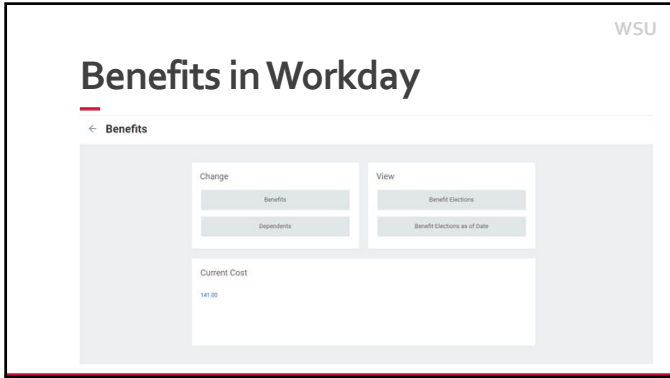 WSU
Benefits in Workday
← Benefits
Change
Benefits
Dependents
View
Benefit Elections
Benefit Elections as of Date
Current Cost
141.00